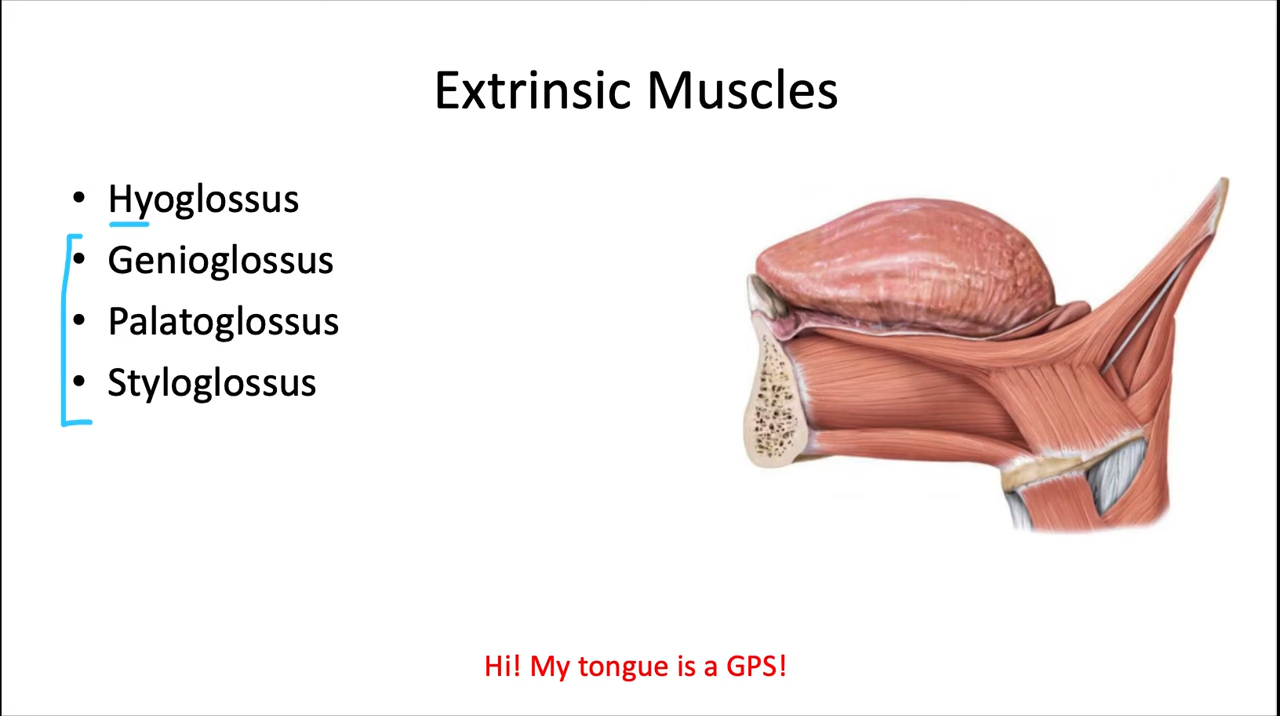 Extrinsic Muscles
• Hyoglossus
• Genioglossus
• Palatoglossus
• Styloglossus
Hi! My tongue is a GPS!